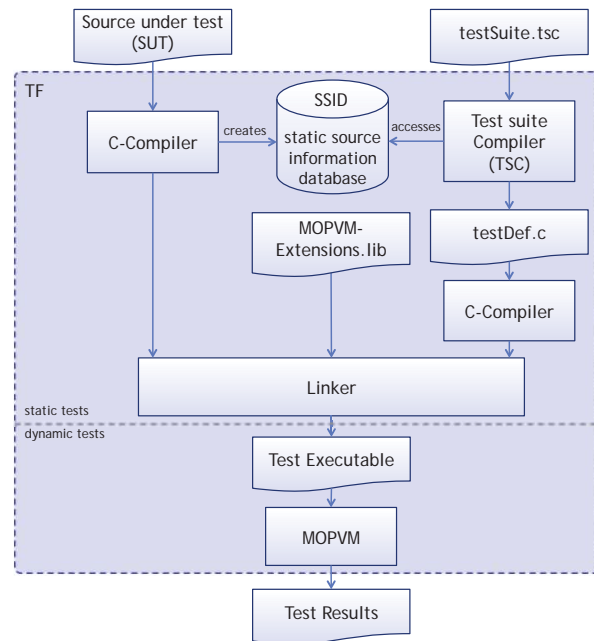 Source under test
(SUT)
testSuite.tsc
TF
SSID
static source
information
database
C-Compiler
creates
accesses
Test suite
Compiler
(TSC)
MOPVM-
Extensions.lib
testDef.c
C-Compiler
Linker
static tests
dynamic tests
Test Executable
MOPVM
Test Results